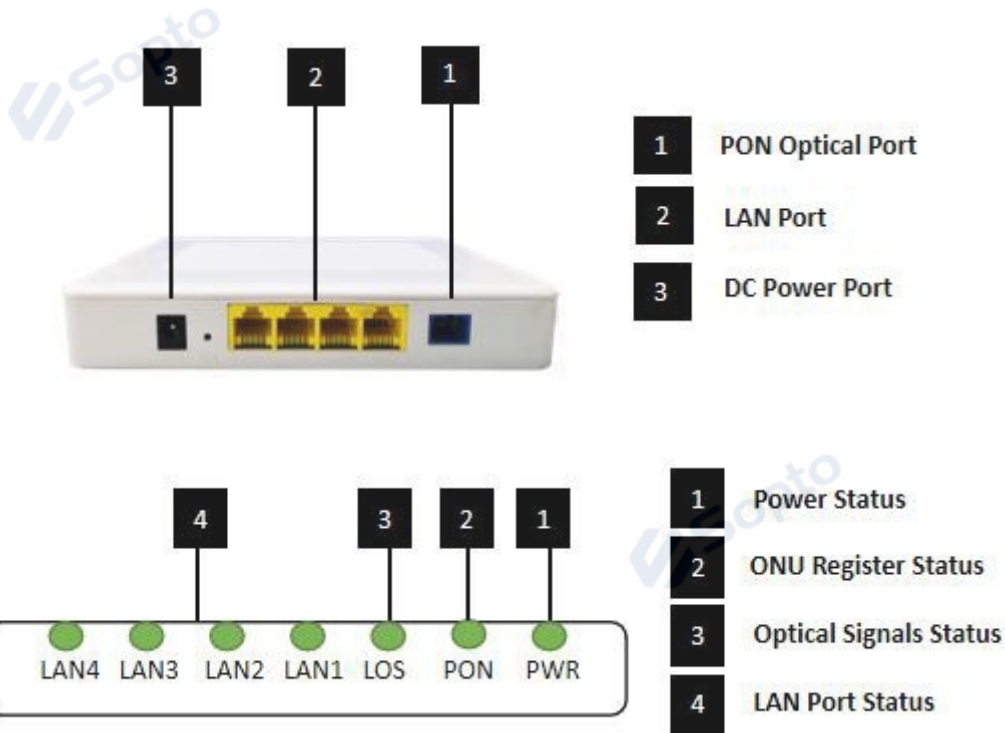 Sopto
3 2 1
1 PON Optical Port
2 LAN Port
3 DC Power Port
Sopto
4 3 2 1
LAN4 LAN3 LAN2 LAN1 LOS PON PWR
1 Power Status
2 ONU Register Status
3 Optical Signals Status
4 LAN Port Status